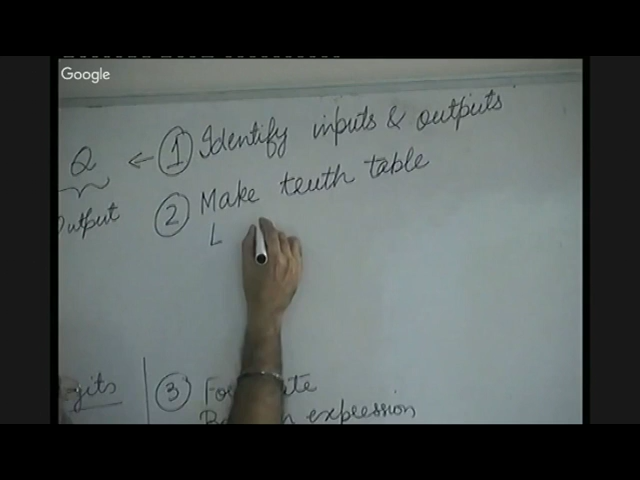 Google
Q ← 1 Identify inputs & outputs
Output
2 Make truth table
L
3
expression